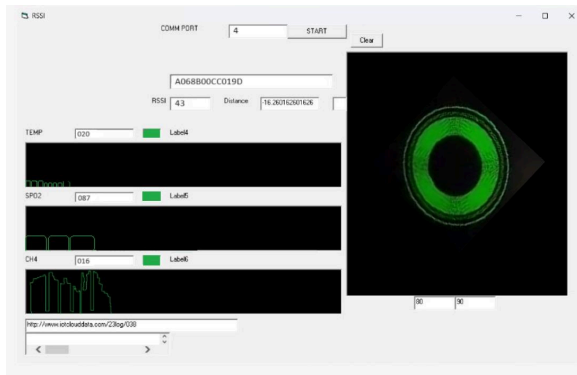 RSSI
COMM PORT 4 START
Clear
A068B00CC019D
RSSI 43 Distance -16.260162601626
TEMP 020 Label4
SPO2 087 Label5
CH4 016 Label6
80 90
http://www.iotclouddata.com/23log/038